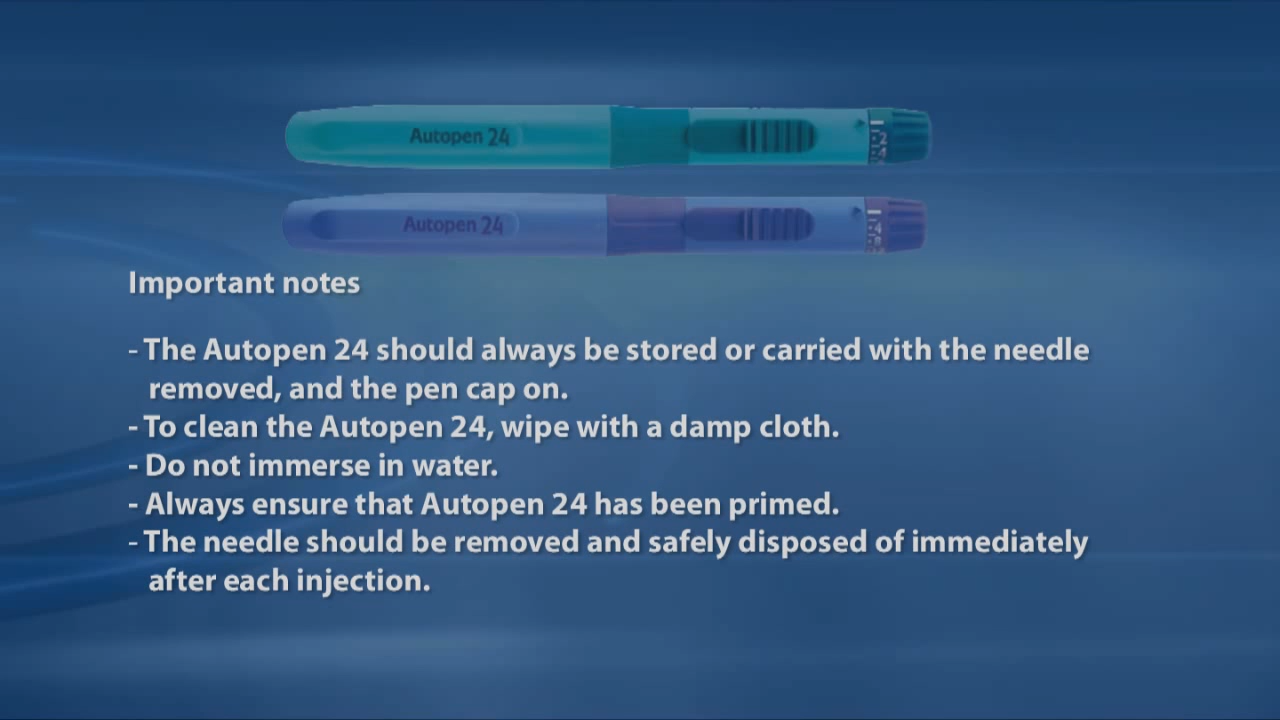 Autopen 24
Autopen 24
Important notes
- The Autopen 24 should always be stored or carried with the needle
removed, and the pen cap on.
- To clean the Autopen 24, wipe with a damp cloth.
- Do not immerse in water.
- Always ensure that Autopen 24 has been primed.
- The needle should be removed and safely disposed of immediately
after each injection.